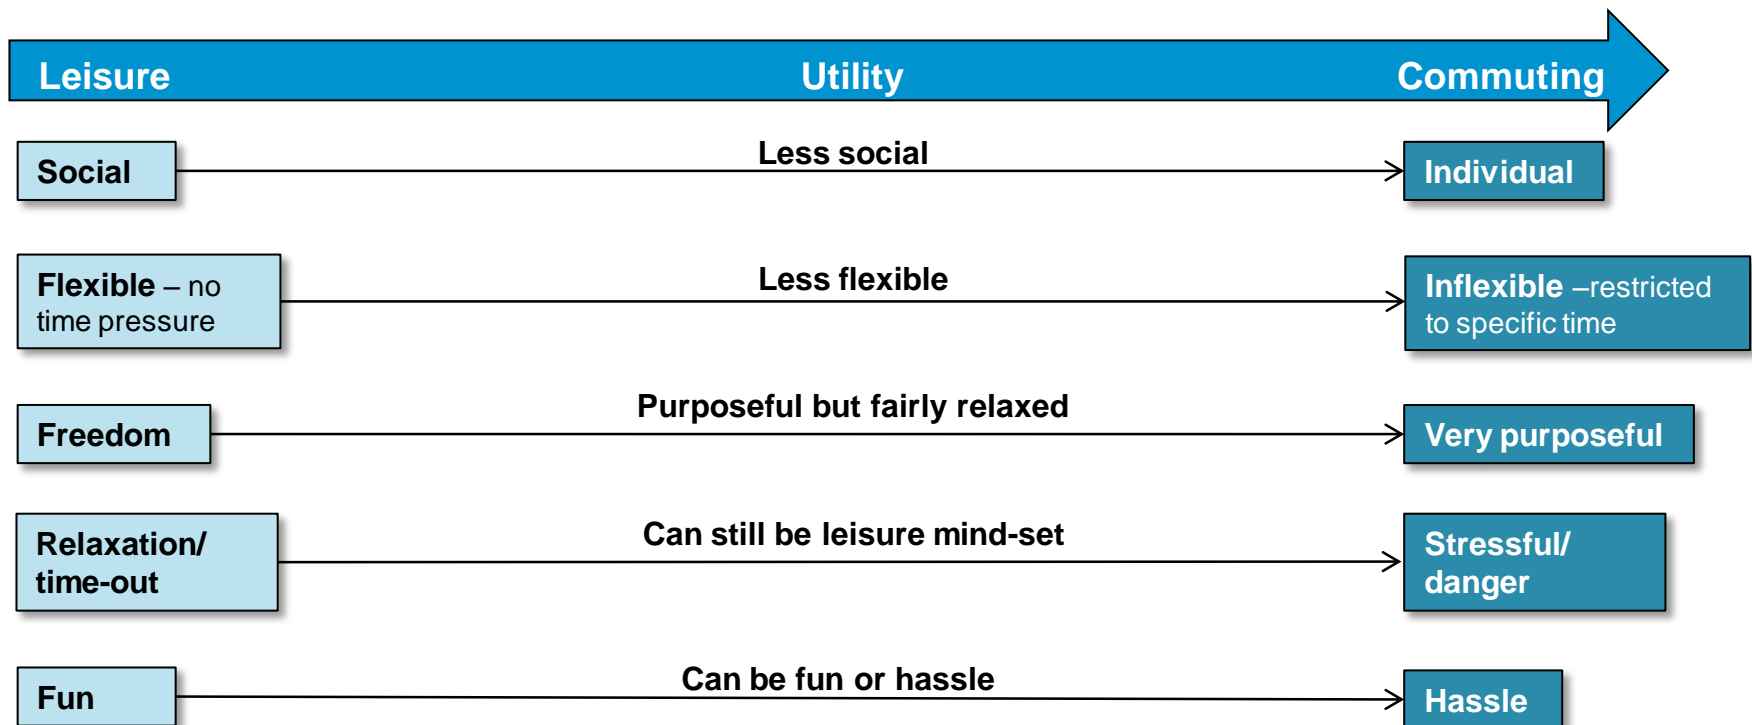 Leisure Utility Commuting
Less social
Social Individual
Less flexible
Flexible – no
time pressure
Inflexible –restricted
to specific time
Purposeful but fairly relaxed
Freedom Very purposeful
Can still be leisure mind-set
Relaxation/
time-out
Stressful/
danger
Can be fun or hassle
Fun Hassle